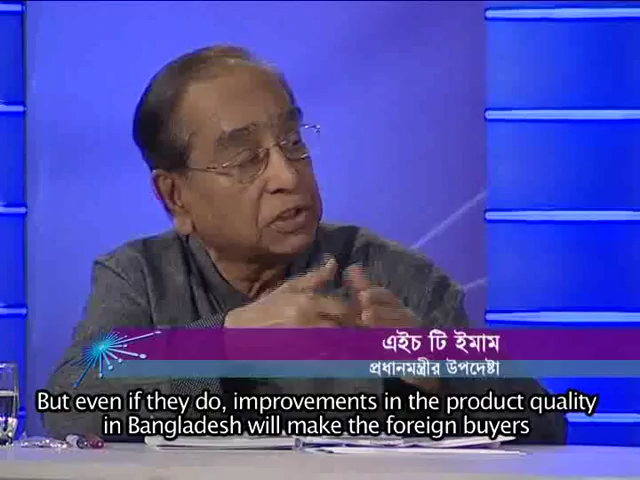 এইচ টি ইমাম
প্রধানমন্ত্রীর উপদেষ্টা
But even if they do, improvements in the product quality
in Bangladesh will make the foreign buyers